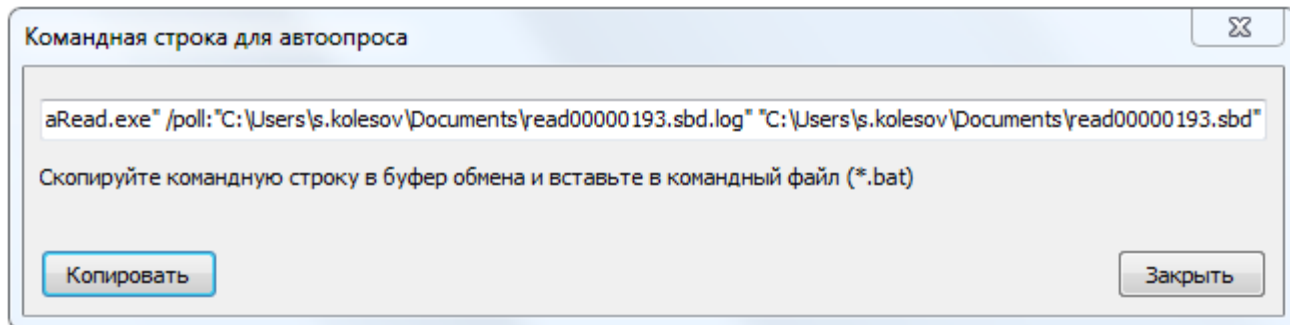 Командная строка для автоопроса
aRead.exe" /poll:"C:\Users\s.kolesov\Documents\read00000193.sbd.log" "C:\Users\s.kolesov\Documents\read00000193.sbd"
Скопируйте командную строку в буфер обмена и вставьте в командный файл (*.bat)
Копировать
Закрыть